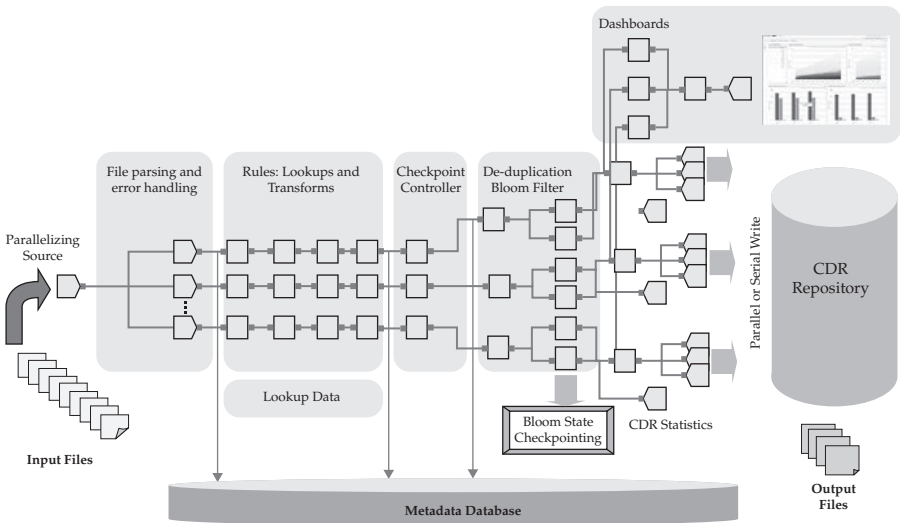 Dashboards
File parsing and
error handling
Rules: Lookups and
Transforms
Checkpoint
Controller
De-duplication
Bloom Filter
Parallelizing
Source
Parallel or Serial Write
CDR
Repository
Lookup Data
Bloom State
Checkpointing
CDR Statistics
Input Files
Output
Files
Metadata Database